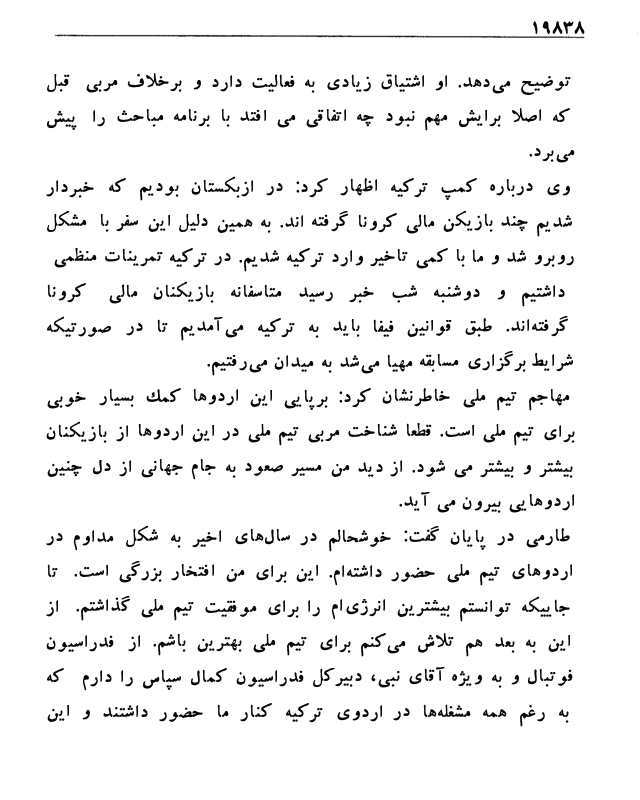 ۱۹۸۳۸
توضیح می‌دهد. او اشتیاق زیادی به فعالیت دارد و برخلاف مربی قبل
که اصلا برایش مهم نبود چه اتفاقی می افتد با برنامه مباحث را پیش
می‌برد.
وی درباره کمپ ترکیه اظهار کرد: در ازبکستان بودیم که خبردار
شدیم چند بازیکن مالی کرونا گرفته اند. به همین دلیل این سفر با مشکل
روبرو شد و ما با کمی تاخیر وارد ترکیه شدیم. در ترکیه تمرینات منظمی
داشتیم و دوشنبه شب خبر رسید متاسفانه بازیکنان مالی کرونا
گرفته‌اند. طبق قوانین فیفا باید به ترکیه می‌آمدیم تا در صورتیکه
شرایط برگزاری مسابقه مهیا می‌شد به میدان می‌رفتیم.
مهاجم تیم ملی خاطرنشان کرد: برپایی این اردوها کمك بسیار خوبی
برای تیم ملی است. قطعا شناخت مربی تیم ملی در این اردوها از بازیکنان
بیشتر و بیشتر می شود. از دید من مسیر صعود به جام جهانی از دل چنین
اردوهایی بیرون می آید.
طارمی در پایان گفت: خوشحالم در سال‌های اخیر به شکل مداوم در
اردوهای تیم ملی حضور داشته‌ام. این برای من افتخار بزرگی است. تا
جاییکه توانستم بیشترین انرژی‌ام را برای موفقیت تیم ملی گذاشتم. از
این به بعد هم تلاش می‌کنم برای تیم ملی بهترین باشم. از فدراسیون
فوتبال و به ویژه آقای نبی، دبیرکل فدراسیون کمال سپاس را دارم که
به رغم همه مشغله‌ها در اردوی ترکیه کنار ما حضور داشتند و این